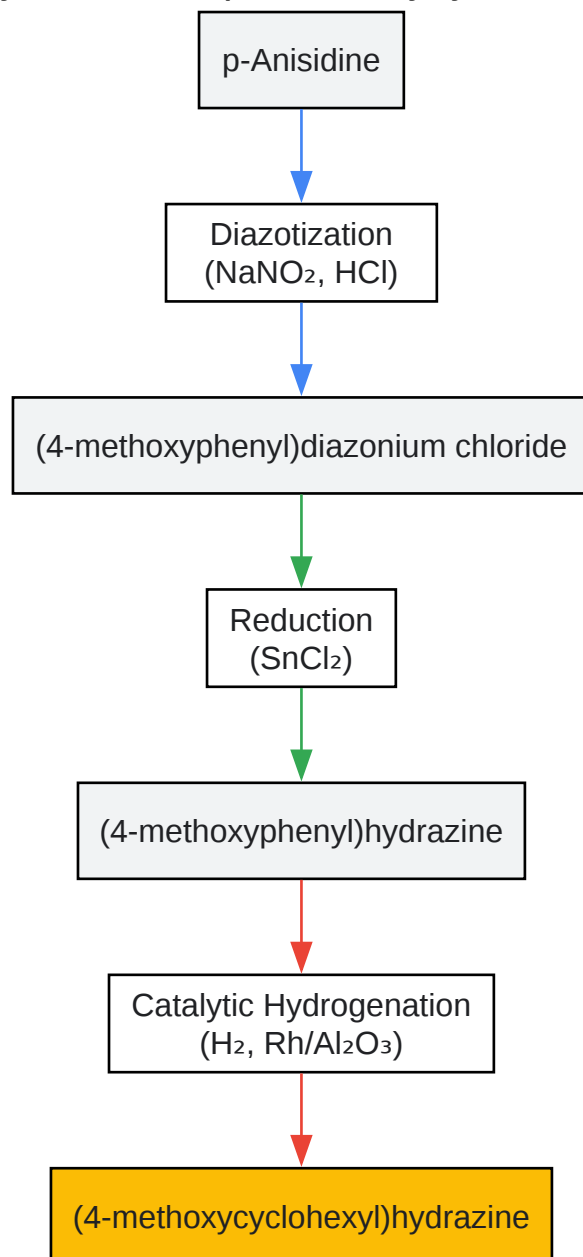 p-Anisidine
Diazotization
(NaNO₂, HCl)
(4-methoxyphenyl)diazonium chloride
Reduction
(SnCl₂)
(4-methoxyphenyl)hydrazine
Catalytic Hydrogenation
(H₂, Rh/Al₂O₃)
(4-methoxycyclohexyl)hydrazine